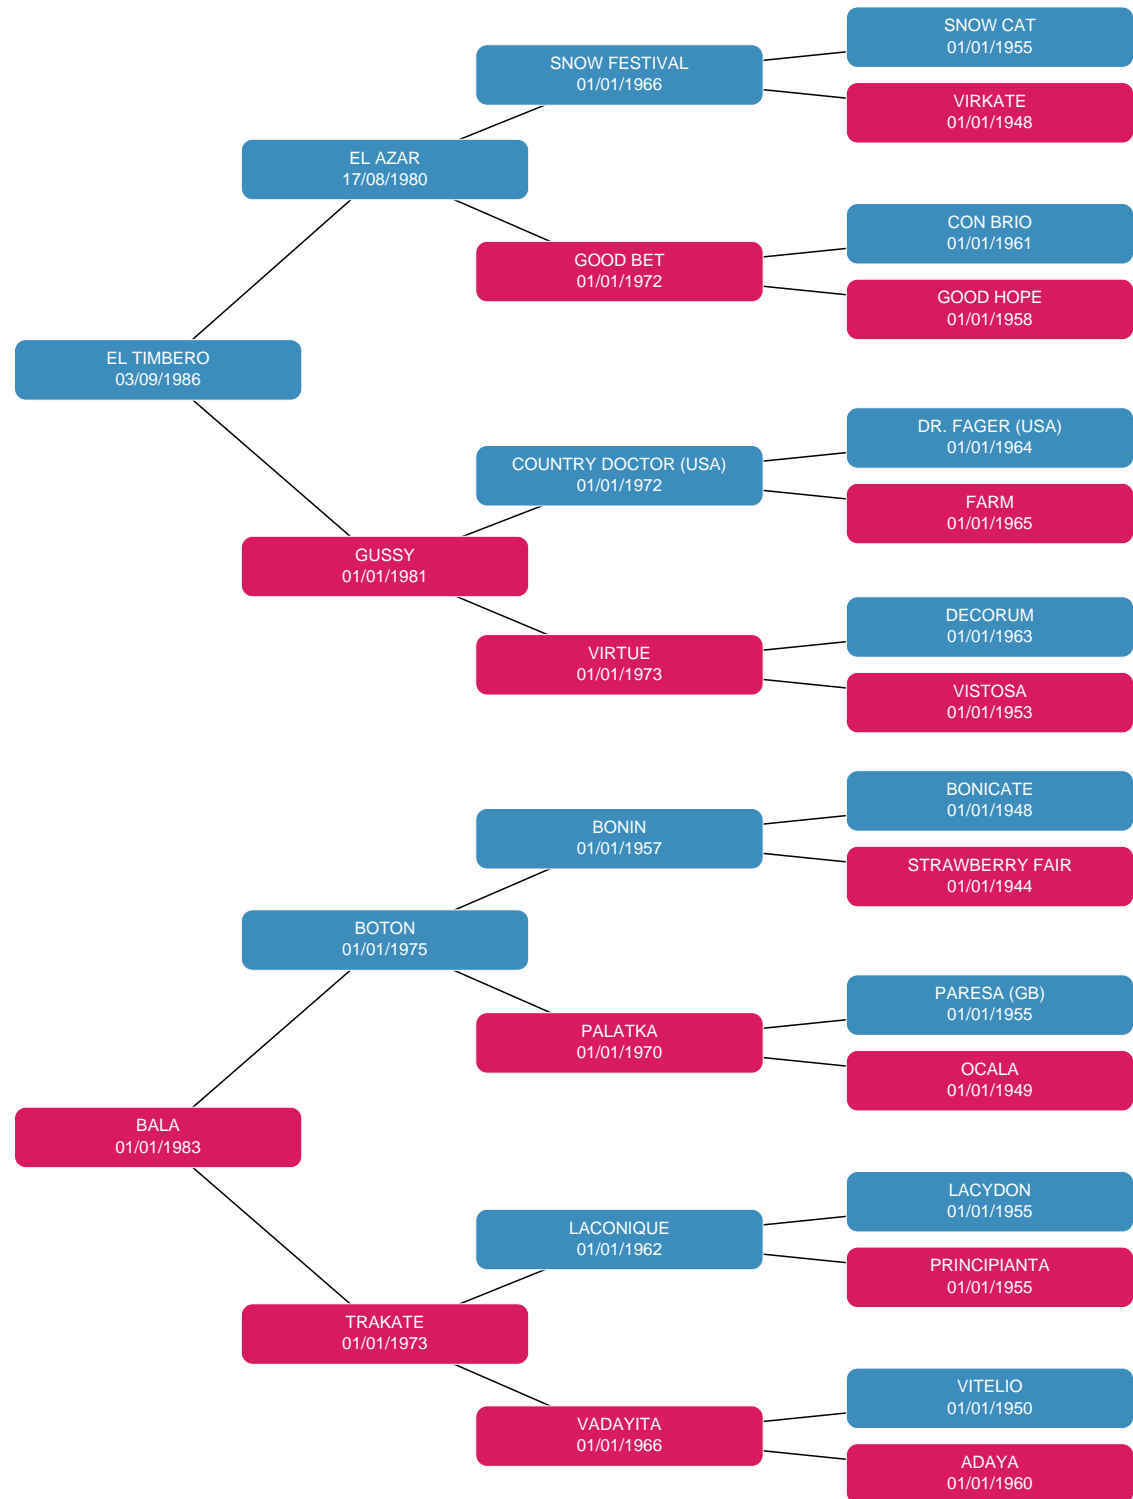 SNOW CAT
01/01/1955
SNOW FESTIVAL
01/01/1966
VIRKATE
01/01/1948
EL AZAR
17/08/1980
CON BRIO
01/01/1961
GOOD BET
01/01/1972
GOOD HOPE
01/01/1958
EL TIMBERO
03/09/1986
DR. FAGER (USA)
01/01/1964
COUNTRY DOCTOR (USA)
01/01/1972
FARM
01/01/1965
GUSSY
01/01/1981
DECORUM
01/01/1963
VIRTUE
01/01/1973
VISTOSA
01/01/1953
BONICATE
01/01/1948
BONIN
01/01/1957
STRAWBERRY FAIR
01/01/1944
BOTON
01/01/1975
PARESA (GB)
01/01/1955
PALATKA
01/01/1970
OCALA
01/01/1949
BALA
01/01/1983
LACYDON
01/01/1955
LACONIQUE
01/01/1962
PRINCIPIANTA
01/01/1955
TRAKATE
01/01/1973
VITELIO
01/01/1950
VADAYITA
01/01/1966
ADAYA
01/01/1960